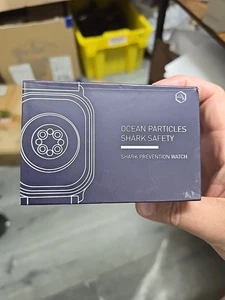 OCEAN PARTICLES
SHARK SAFETY
SHARK PREVENTION WATCH